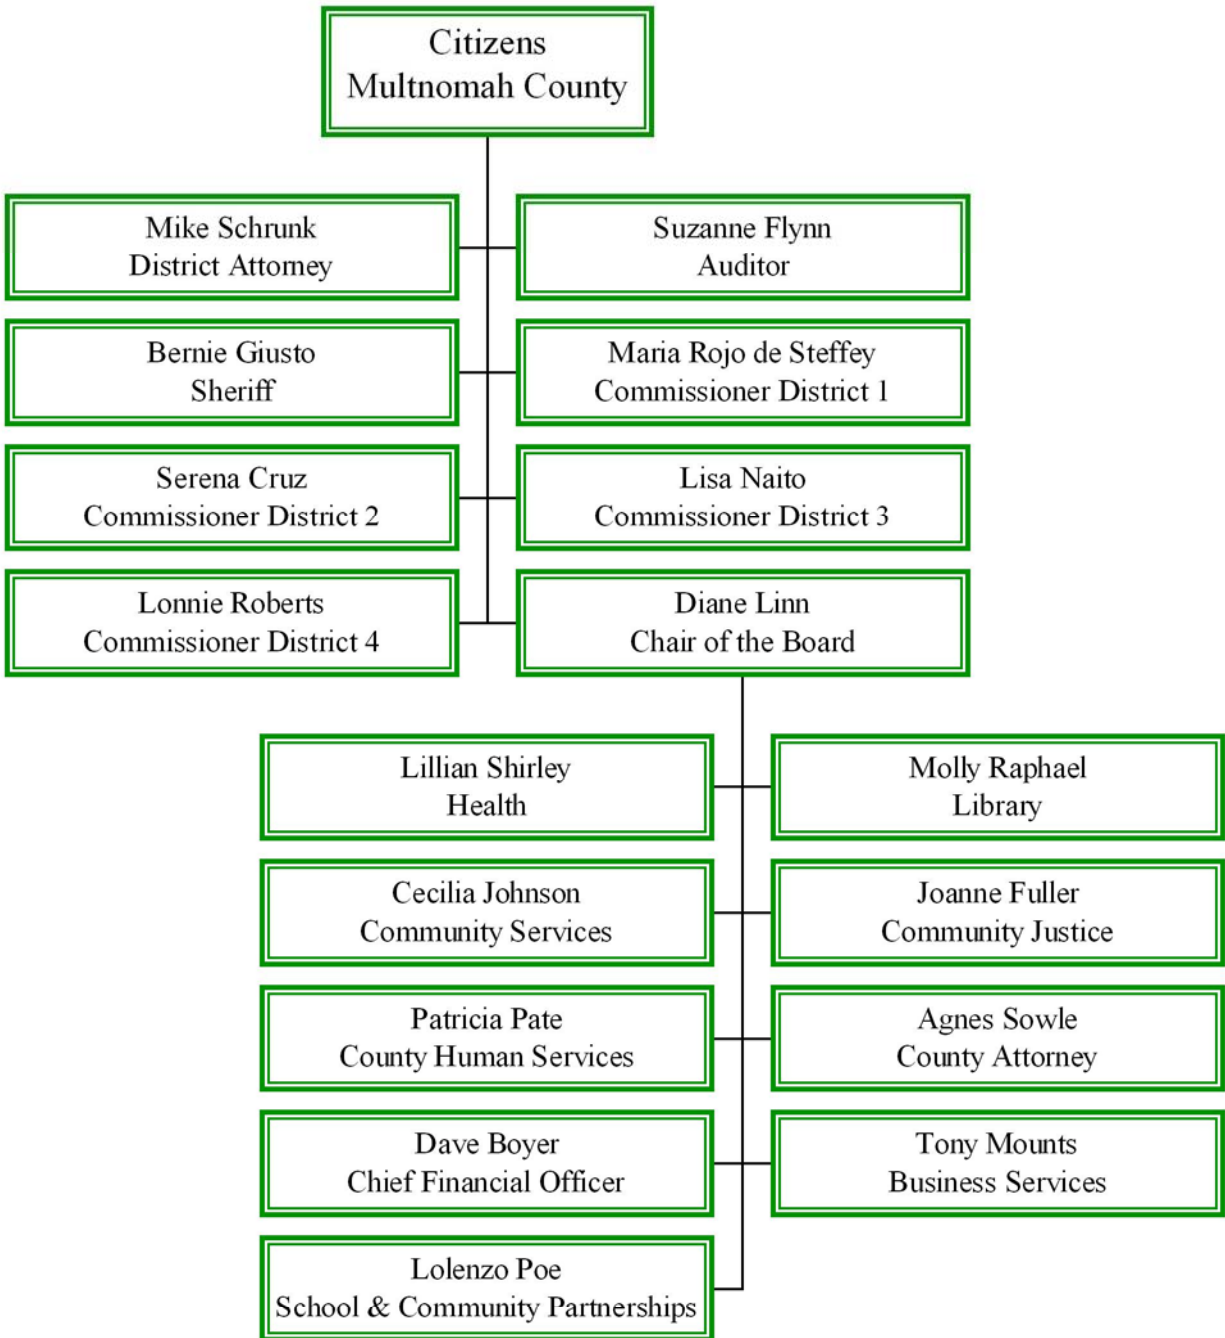 Citizens
Multnomah County
Mike Schrunk
District Attorney
Suzanne Flynn
Auditor
Bernie Giusto
Sheriff
Maria Rojo de Steffey
Commissioner District 1
Serena Cruz
Commissioner District 2
Lisa Naito
Commissioner District 3
Lonnie Roberts
Commissioner District 4
Diane Linn
Chair of the Board
Lillian Shirley
Health
Molly Raphael
Library
Cecilia Johnson
Community Services
Joanne Fuller
Community Justice
Patricia Pate
County Human Services
Agnes Sowle
County Attorney
Dave Boyer
Chief Financial Officer
Tony Mounts
Business Services
Lolenzo Poe
School & Community Partnerships